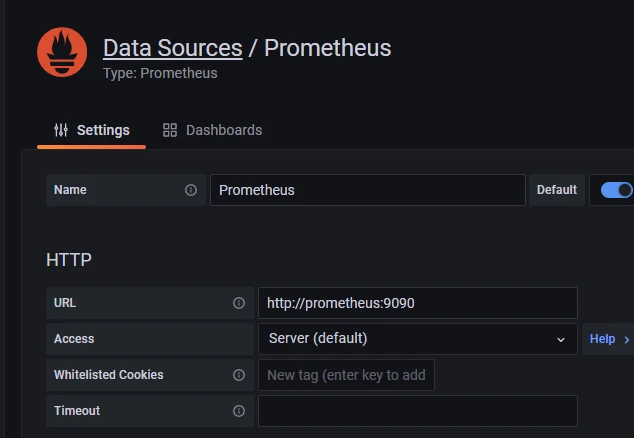 Data Sources / Prometheus
Type: Prometheus
Settings Dashboards
Name Prometheus Default
HTTP
URL http://prometheus:9090
Access Server (default) Help
Whitelisted Cookies New tag (enter key to add
Timeout